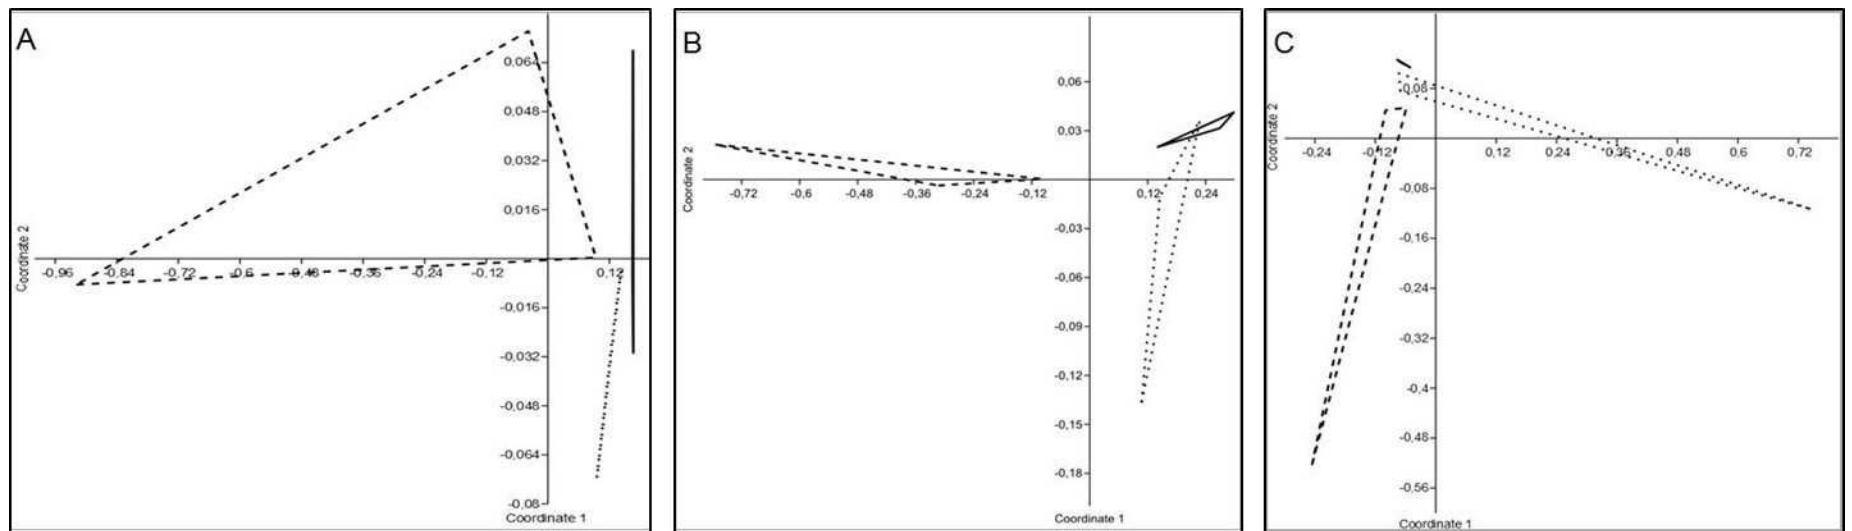 A
0,064
0,048
0,032
0,016
Coordinate 2
-0,96 -0,84 -0,72 -0,6 -0,48 -0,36 -0,24 -0,12 0,12
-0,016
-0,032
-0,048
-0,064
-0,08
Coordinate 1
B
0,06
0,03
Coordinate 2
-0,72 -0,6 -0,48 -0,36 -0,24 -0,12 0,12 0,24
-0,03
-0,06
-0,09
-0,12
-0,15
-0,18
Coordinate 1
C
0,08
Coordinate 2
-0,24 -0,12 0,12 0,24 0,36 0,48 0,6 0,72
-0,08
-0,16
-0,24
-0,32
-0,4
-0,48
-0,56
Coordinate 1